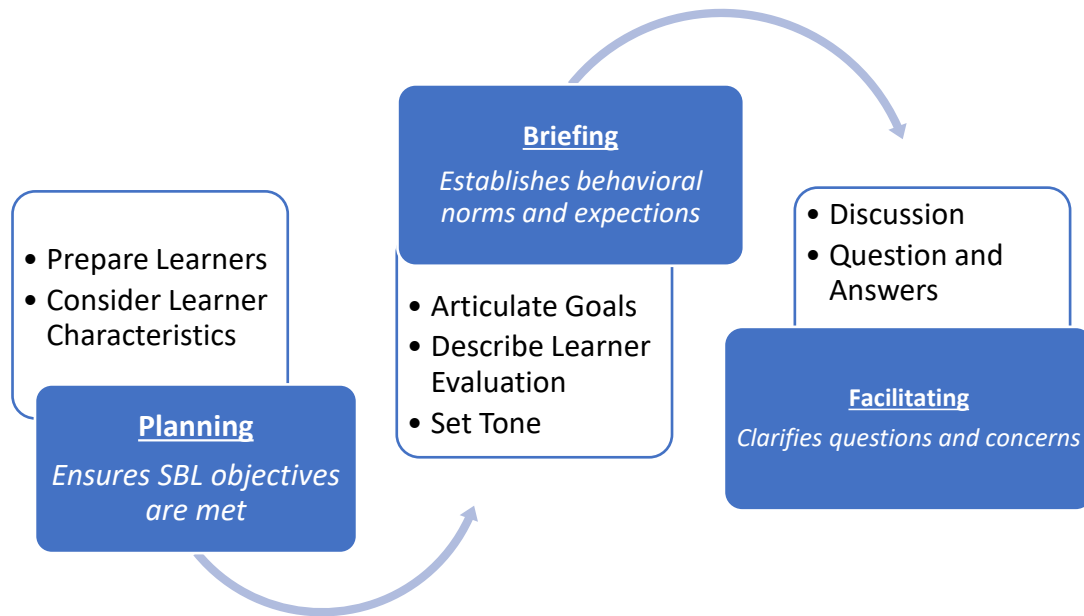 • Prepare Learners
• Consider Learner
Characteristics
Planning
Ensures SBL objectives
are met
Briefing
Establishes behavioral
norms and expections
• Articulate Goals
• Describe Learner
Evaluation
• Set Tone
• Discussion
• Question and
Answers
Facilitating
Clarifies questions and concerns